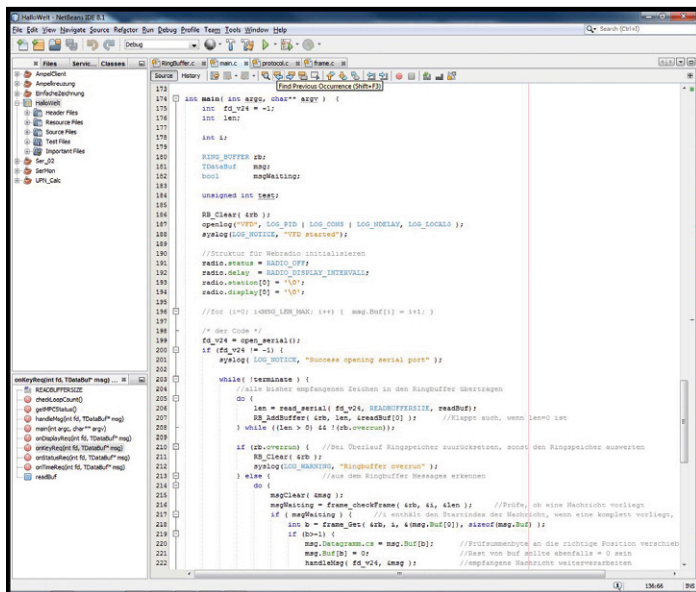 HalloWelt - NetBeans IDE 8.1
File Edit View Navigate Source Refactor Run Debug Profile Team Tools Window Help
Search (Ctrl+I)
Debug
Files Servic... Classes
RingBuffer.c main.c protocol.c frame.c
Source History
Find Previous Occurrence (Shift+F3)
AmpelClient
Ampelkreuzung
EinfacheZeichnung
HalloWelt
Header Files
Resource Files
Source Files
Test Files
Important Files
Ser_02
SerMan
UPN_Calc
173
174 int main( int argc, char** argv ) {
175 int fd_v24 = -1;
176 int len;
177
178 int i;
179
180 RING_BUFFER rb;
181 TDataBuf msg;
182 bool msgWaiting;
183
184 unsigned int test;
185
186 RB_Clear( &rb );
187 openlog("VFD", LOG_PID | LOG_CONS | LOG_NDELAY, LOG_LOCAL0 );
188 syslog(LOG_NOTICE, "VFD started");
189
190 //Struktur für Webradio initialisieren
191 radio.status = RADIO_OFF;
192 radio.delay = RADIO_DISPLAY_INTERVALL;
193 radio.station[0] = '\0';
194 radio.display[0] = '\0';
195
196 //for (i=0; i<MSG_LEN_MAX; i++) { msg.Buf[i] = i+1; }
197
198 /* der Code */
199 fd_v24 = open_serial();
200 if (fd_v24 != -1) {
201 syslog( LOG_NOTICE, "Success opening serial port" );
202
203 while( !terminate ) {
204 //alle bisher empfangenen Zeichen in den Ringbuffer übertragen
205 do {
206 len = read_serial( fd_v24, READBUFFERSIZE, readBuf);
207 RB_AddBuffer( &rb, len, &readBuf[0] ); //Klappt auch, wenn len=0 ist
208 } while ((len > 0) && !(rb.overrun));
209
210 if (rb.overrun) { //Bei Überlauf Ringspeicher zurücksetzen, sonst den Ringspeicher auswerten
211 RB_Clear( &rb );
212 syslog(LOG_WARNING, "Ringbuffer overrun" );
213 } else { //aus dem Ringbuffer Messages erkennen
214 do {
215 msgClear( &msg );
216 msgWaiting = frame_checkFrame( &rb, &i, &len ); //Prüfe, ob eine Nachricht vorliegt
217 if ( msgWaiting ) { //i enthält den Startindex der Nachricht, wenn eine komplett vorliegt,
218 int b = frame_Get( &rb, i, &(msg.Buf[0]), sizeof(msg.Buf) );
219 if (b>-1) {
220 msg.Datagramm.cs = msg.Buf[b]; //Prüfsummenbyte an die richtige Position verschieb
221 msg.Buf[b] = 0; //Rest von buf sollte ebenfalls = 0 sein
222 handleMsg( fd_v24, &msg ); //empfangene Nachricht weiterverarbeiten
onKeyReq(int fd, TDataBuf* msg) ...
READBUFFERSIZE
checkLoopCount()
getMPCStatus()
handleMsg(int fd, TDataBuf* msg)
main(int argc, char** argv)
onDisplayReq(int fd, TDataBuf* msg)
onKeyReq(int fd, TDataBuf* msg)
onStatusReq(int fd, TDataBuf* msg)
onTimeReq(int fd, TDataBuf* msg)
readBuf
136:66 INS